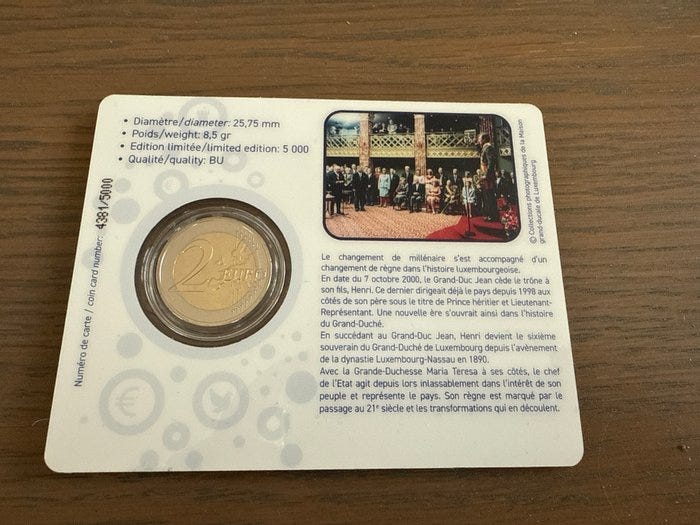 • Diamètre/diameter: 25,75 mm
• Poids/weight: 8,5 gr
• Edition limitée/limited edition: 5 000
• Qualité/quality: BU
Numéro de carte / coin card number: 4381/5000
2 EURO
© Collections photographiques de la Maison
grand-ducale de Luxembourg
Le changement de millénaire s'est accompagné d'un
changement de règne dans l'histoire luxembourgeoise.
En date du 7 octobre 2000, le Grand-Duc Jean cède le trône à
son fils, Henri. Ce dernier dirigeait déjà le pays depuis 1998 aux
côtés de son père sous le titre de Prince héritier et Lieutenant-
Représentant. Une nouvelle ère s'ouvrait ainsi dans l'histoire
du Grand-Duché.
En succédant au Grand-Duc Jean, Henri devient le sixième
souverain du Grand-Duché de Luxembourg depuis l'avènement
de la dynastie Luxembourg-Nassau en 1890.
Avec la Grande-Duchesse Maria Teresa à ses côtés, le chef
de l'Etat agit depuis lors inlassablement dans l'intérêt de son
peuple et représente le pays. Son règne est marqué par le
passage au 21e siècle et les transformations qui en découlent.